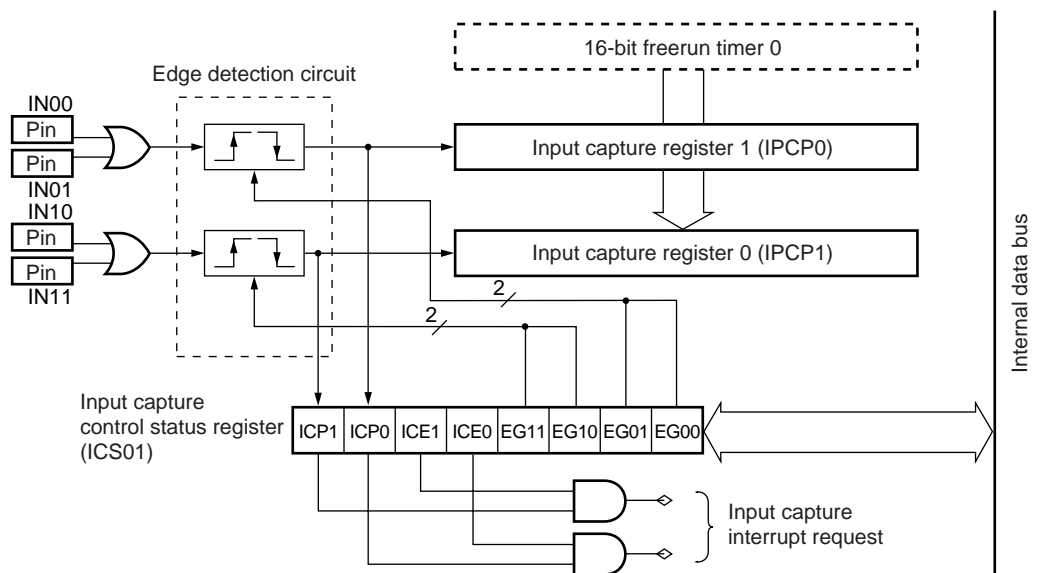 16-bit freerun timer 0
Edge detection circuit
IN00
Pin
Pin
IN01
Input capture register 1 (IPCP0)
IN10
Pin
Pin
IN11
Input capture register 0 (IPCP1)
2
2
Internal data bus
Input capture
control status register
(ICS01)
ICP1 ICP0 ICE1 ICE0 EG11 EG10 EG01 EG00
Input capture
interrupt request